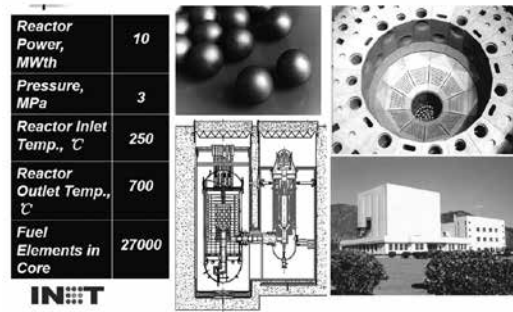 Reactor
Power,
MWth
10
Pressure,
MPa
3
Reactor Inlet
Temp., ℃
250
Reactor
Outlet Temp.,
℃
700
Fuel
Elements in
Core
27000
INET